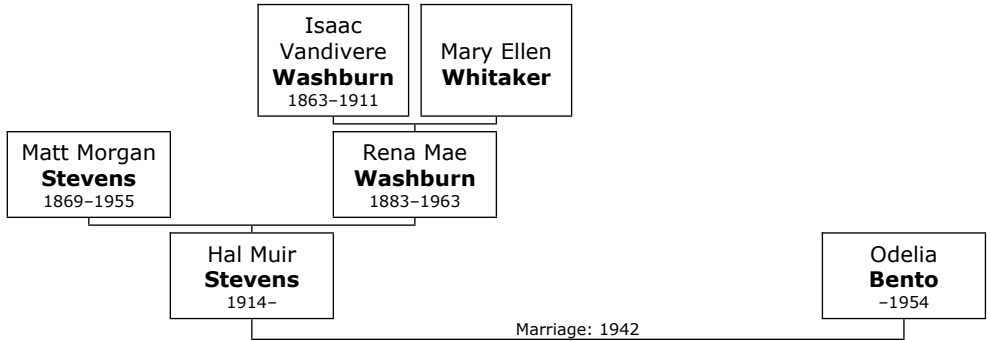 Isaac
Vandivere
Washburn
1863–1911
Mary Ellen
Whitaker
Matt Morgan
Stevens
1869–1955
Rena Mae
Washburn
1883–1963
Hal Muir
Stevens
1914–
Odelia
Bento
–1954
Marriage: 1942